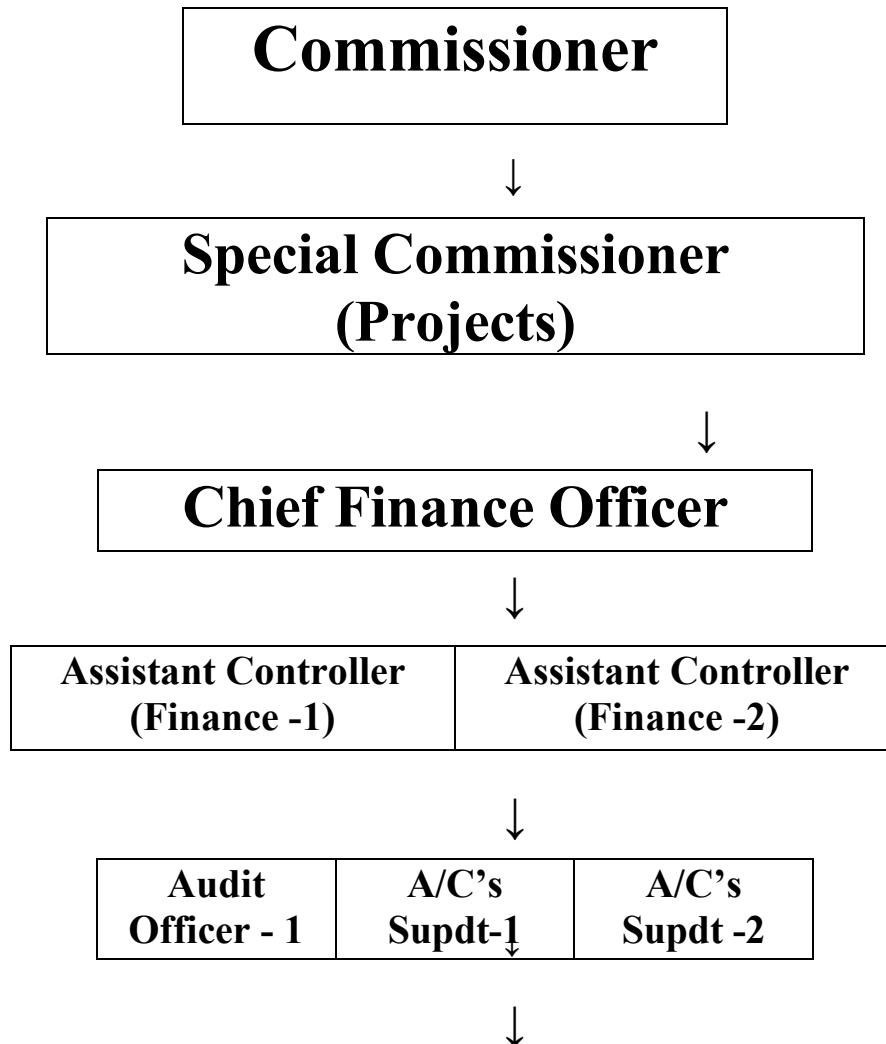 Commissioner
↓
Special Commissioner
(Projects)
↓
Chief Finance Officer
↓
Assistant Controller
(Finance -1)
Assistant Controller
(Finance -2)
↓
Audit
Officer - 1
A/C’s
Supdt-1
↓
A/C’s
Supdt -2
↓